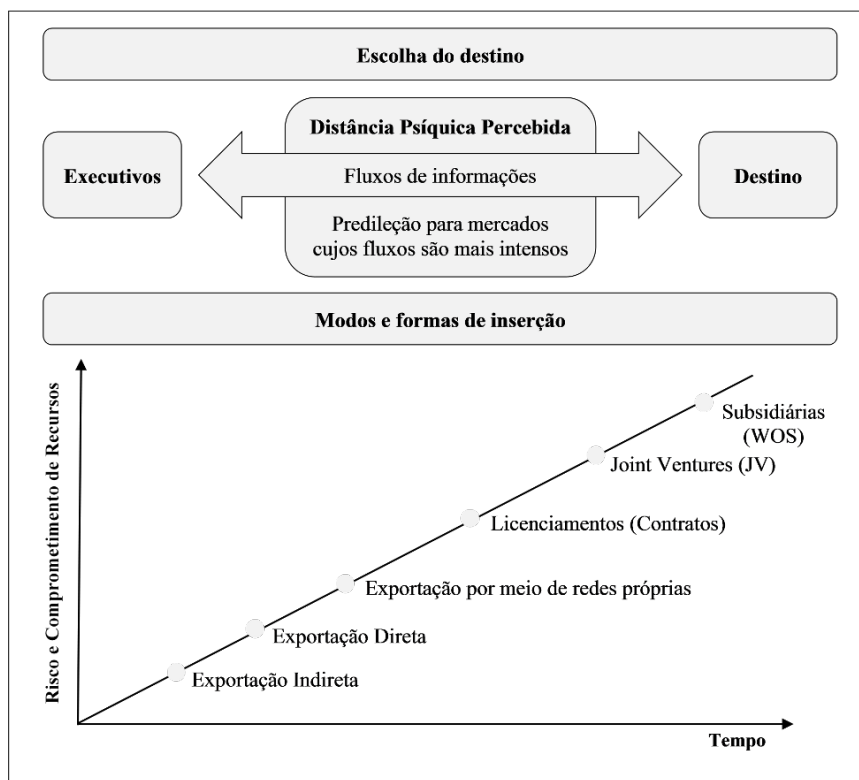 Escolha do destino
Distância Psíquica Percebida
Executivos
Fluxos de informações
Destino
Predileção para mercados
cujos fluxos são mais intensos
Modos e formas de inserção
Risco e Comprometimento de Recursos
Subsidiárias
(WOS)
Joint Ventures (JV)
Licenciamentos (Contratos)
Exportação por meio de redes próprias
Exportação Direta
Exportação Indireta
Tempo